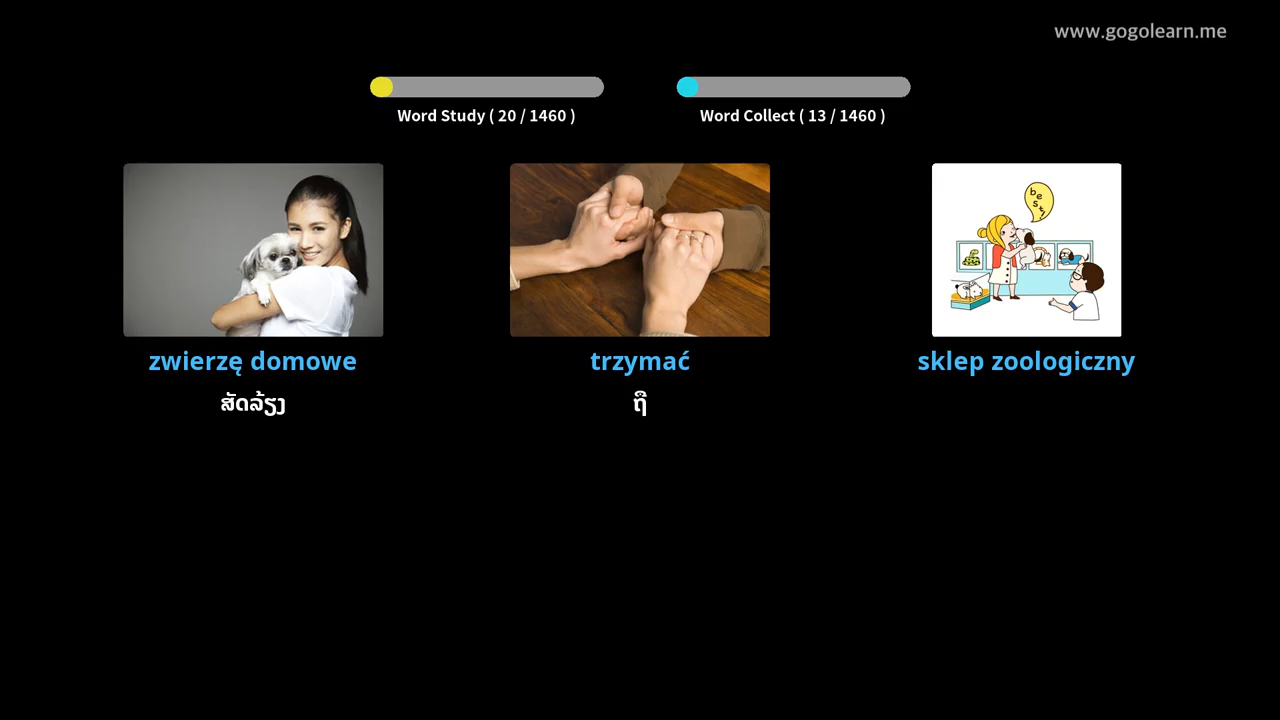 www.gogolearn.me
Word Study ( 20 / 1460 )
Word Collect ( 13 / 1460 )
best
zwierzę domowe
trzymać
sklep zoologiczny
ສັດລ້ຽງ
ຖື